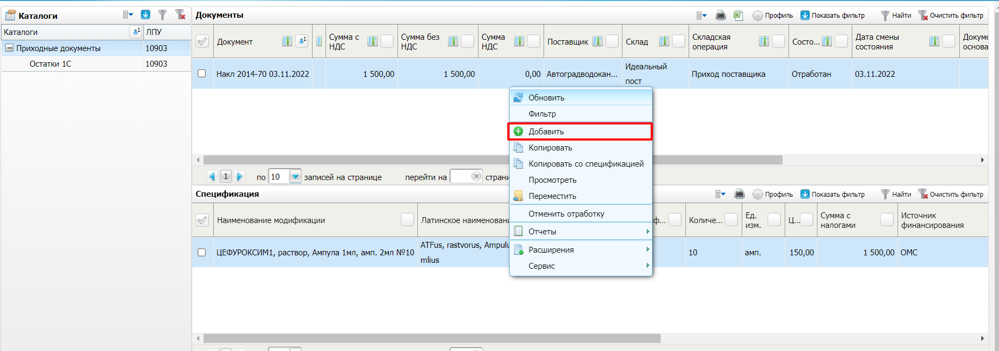 Каталоги
Каталоги
1
ЛПУ
Приходные документы
10903
Остатки 1С
10903
Документы
Профиль
Показать фильтр
Найти
Очистить фильтр
Документ
1
Сумма с
НДС
Сумма без
НДС
Сумма
НДС
Поставщик
Склад
Складская
операция
Состо...
Дата смены
состояния
Докуме
основа
Накл 2014-70 03.11.2022
1 500,00
1 500,00
0,00
Автоградводокан...
Идеальный
пост
Приход поставщика
Отработан
03.11.2022
Обновить
Фильтр
Добавить
Копировать
Копировать со спецификацией
Просмотреть
Переместить
Отменить отработку
Отчеты
Расширения
Сервис
1
по
10
записей на странице
перейти на
страни
Спецификация
Профиль
Показать фильтр
Найти
Очистить фильтр
Наименование модификации
Латинское наименовани
ф...
Количе...
Ед.
изм.
Ц...
Сумма с
налогами
Источник
финансирования
ЦЕФУРОКСИМ1, раствор, Ампула 1мл, амп. 2мл №10
ATFus, rastvorus, Ampulu
mlius
10
амп.
150,00
1 500,00
ОМС